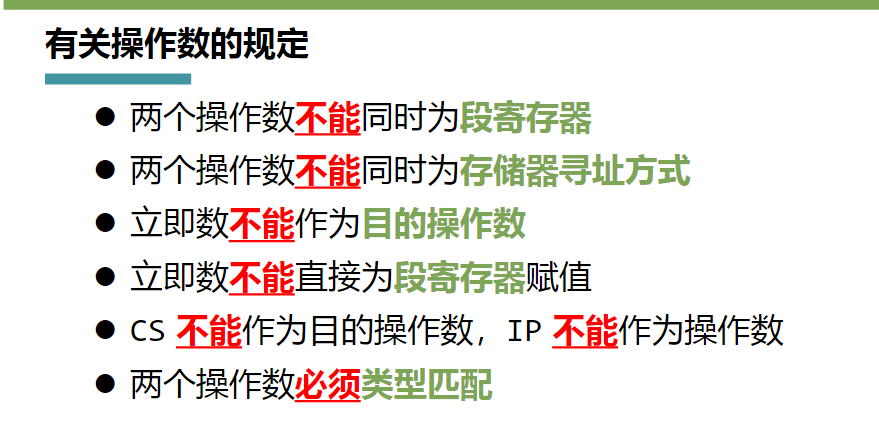 有关操作数的规定
● 两个操作数不能同时为段寄存器
● 两个操作数不能同时为存储器寻址方式
● 立即数不能作为目的操作数
● 立即数不能直接为段寄存器赋值
● CS 不能作为目的操作数，IP 不能作为操作数
● 两个操作数必须类型匹配